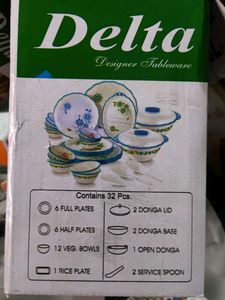 Delta
Designer Tableware
Contains 32 Pcs.
6 FULL PLATES
2 DONGA LID
6 HALF PLATES
2 DONGA BASE
12 VEG. BOWLS
1 OPEN DONGA
1 RICE PLATE
2 SERVICE SPOON